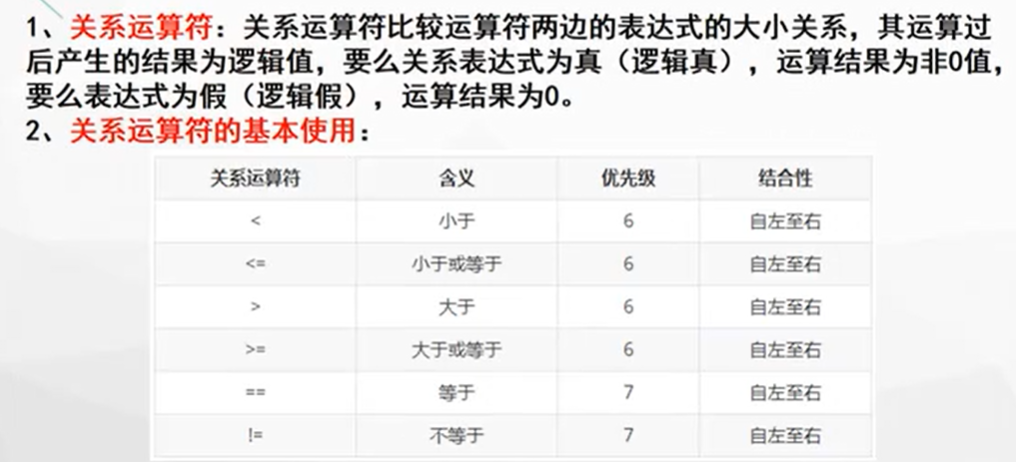 1、关系运算符：关系运算符比较运算符两边的表达式的大小关系，其运算过
后产生的结果为逻辑值，要么关系表达式为真（逻辑真），运算结果为非0值，
要么表达式为假（逻辑假），运算结果为0。
2、关系运算符的基本使用：
关系运算符 含义 优先级 结合性
< 小于 6 自左至右
<= 小于或等于 6 自左至右
> 大于 6 自左至右
>= 大于或等于 6 自左至右
== 等于 7 自左至右
!= 不等于 7 自左至右